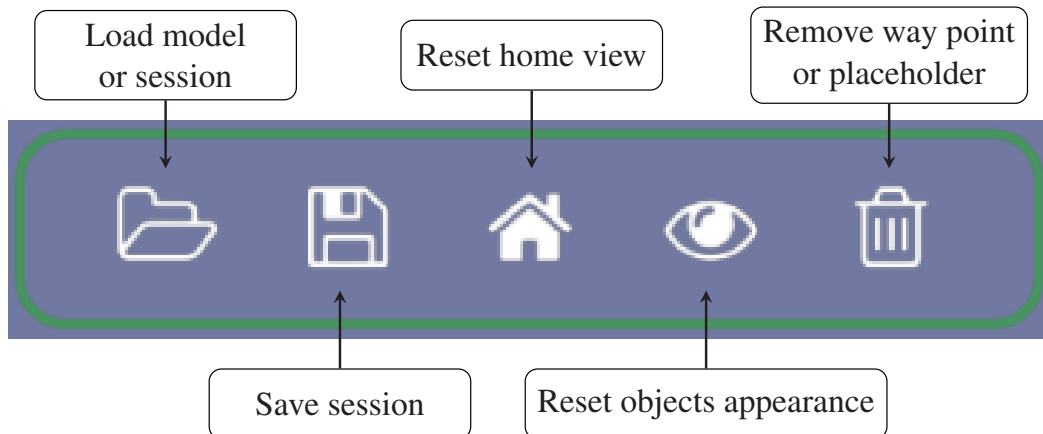 Load model
or session
Reset home view
Remove way point
or placeholder
Save session
Reset objects appearance